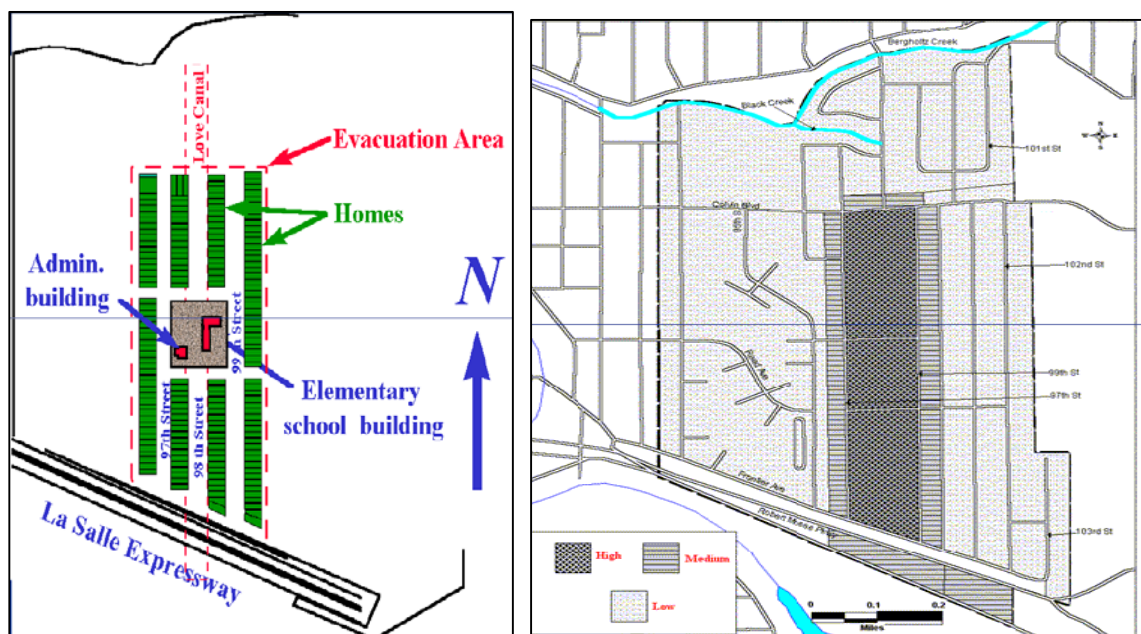 Love Canal
Evacuation Area
Homes
Admin.
building
N
99 th Street
Elementary
school building
97th Street
98 th Street
La Salle Expressway
Bergholtz Creek
Black Creek
101st St
N
W
E
S
Colvin Blvd
102nd St
Read Ave
99th St
97th St
Frontier Ave
Robert Moses Pkwy
103rd St
High
Medium
Low
0
0.1
0.2
Miles